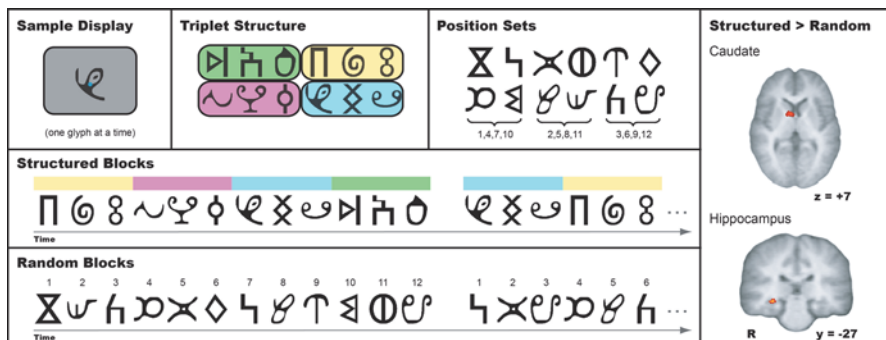 Sample Display
(one glyph at a time)
Triplet Structure
Position Sets
1,4,7,10 2,5,8,11 3,6,9,12
Structured Blocks
...
Time
Random Blocks
1 2 3 4 5 6 7 8 9 10 11 12 1 2 3 4 5 6
...
Time
Structured > Random
Caudate
z = +7
Hippocampus
R y = -27